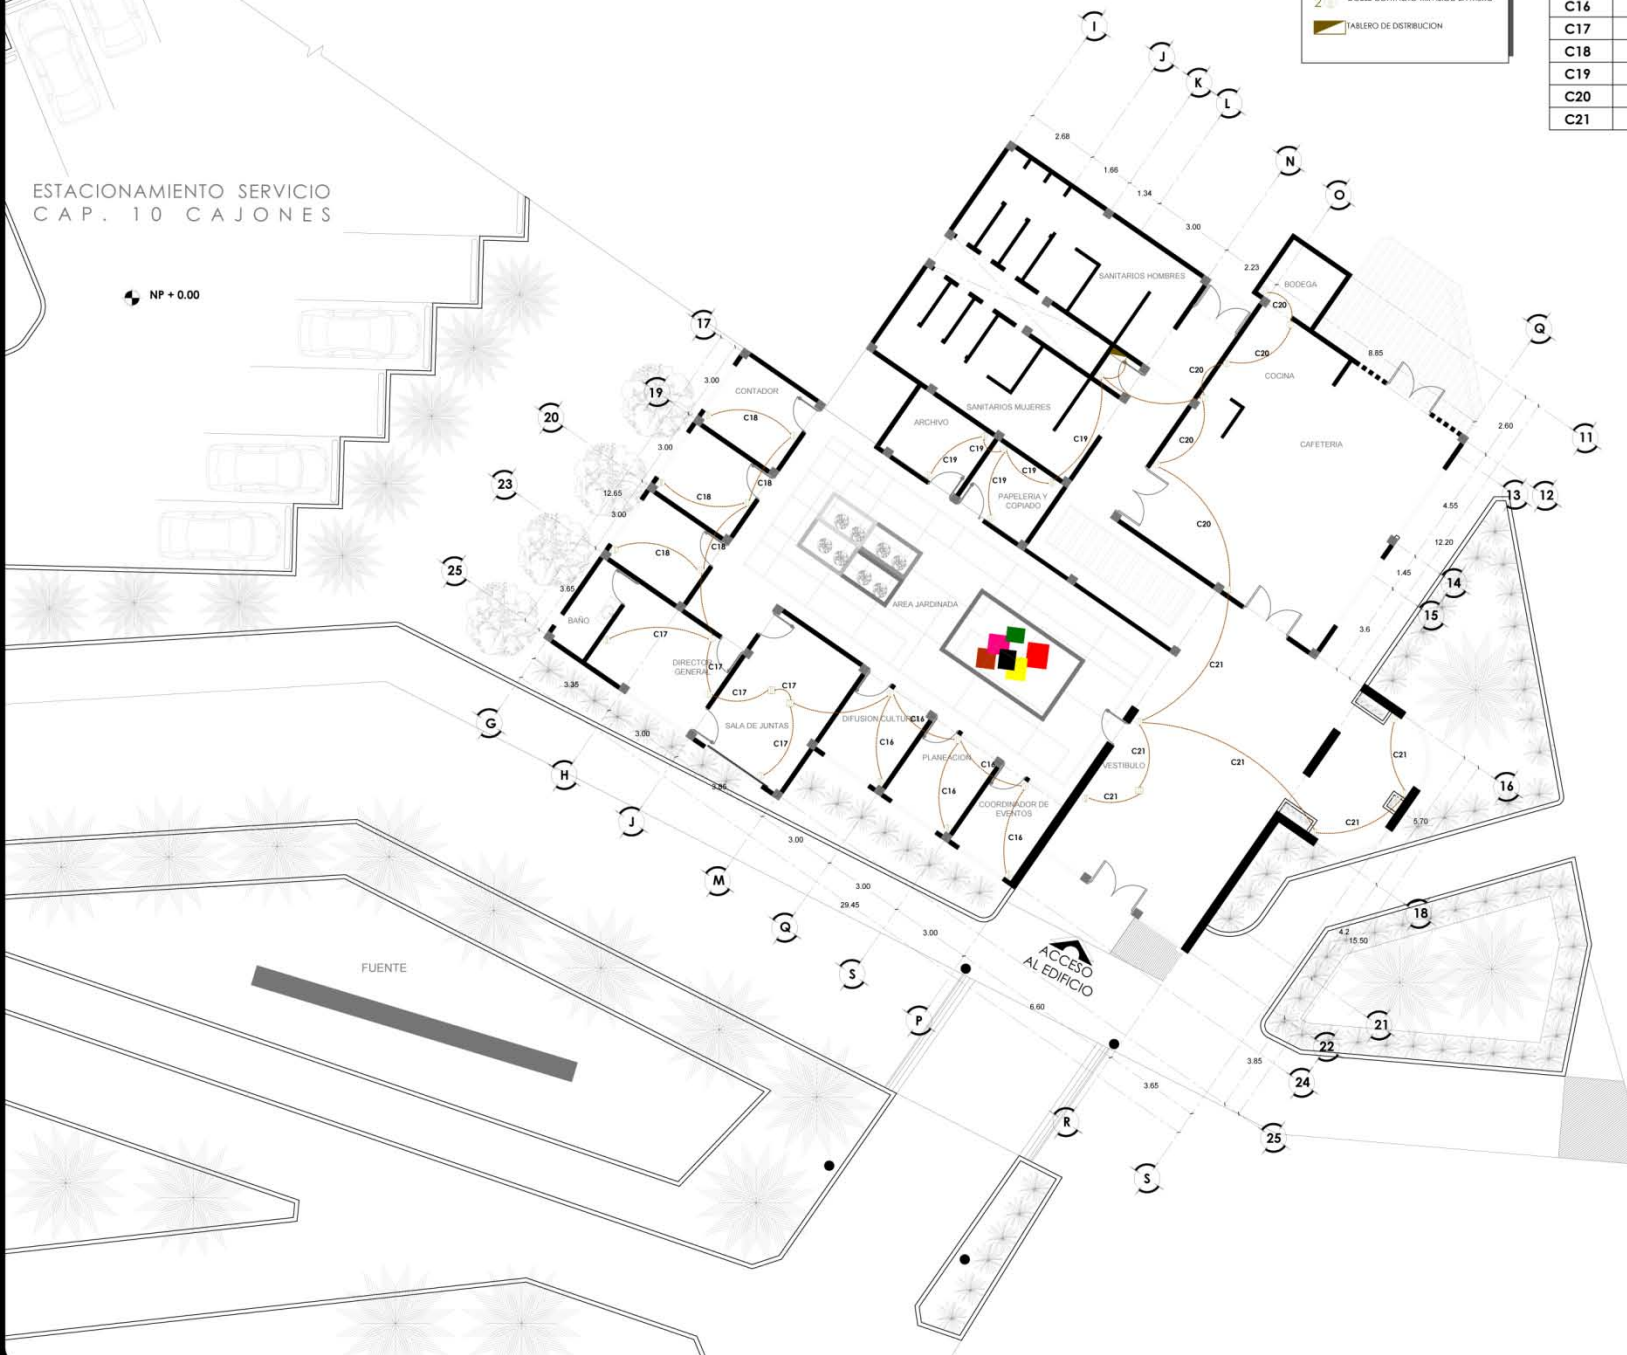 TABLERO DE DISTRIBUCION
C16
C17
C18
C19
C20
C21
ESTACIONAMIENTO SERVICIO
CAP. 10 CAJONES
NP + 0.00
I
J
K
L
N
O
Q
2.68
1.66
1.34
3.00
2.23
8.85
2.60
11
13
12
4.55
12.20
1.45
14
15
3.6
16
5.70
18
4.2
15.50
21
22
24
25
3.85
3.65
6.60
SANITARIOS HOMBRES
BODEGA
C20
C20
C20
COCINA
CAFETERIA
C20
C20
SANITARIOS MUJERES
ARCHIVO
C19
C19
C19
C19
C19
PAPELERIA Y
COPIADO
17
19
20
23
25
3.00
3.00
12.65
3.00
3.65
3.35
3.00
2.85
3.00
3.00
29.45
3.00
CONTADOR
C18
C18
C18
C18
C18
BAÑO
C17
DIRECTOR
GENERAL
C17
C17
C17
C17
SALA DE JUNTAS
AREA JARDINADA
DIFUSION CULTURAL
C16
C16
PLANEACION
C16
C16
COORDINADOR DE
EVENTOS
C16
VESTIBULO
C21
C21
C21
C21
C21
C21
G
H
J
M
Q
S
P
R
S
ACCESO
AL EDIFICIO
FUENTE